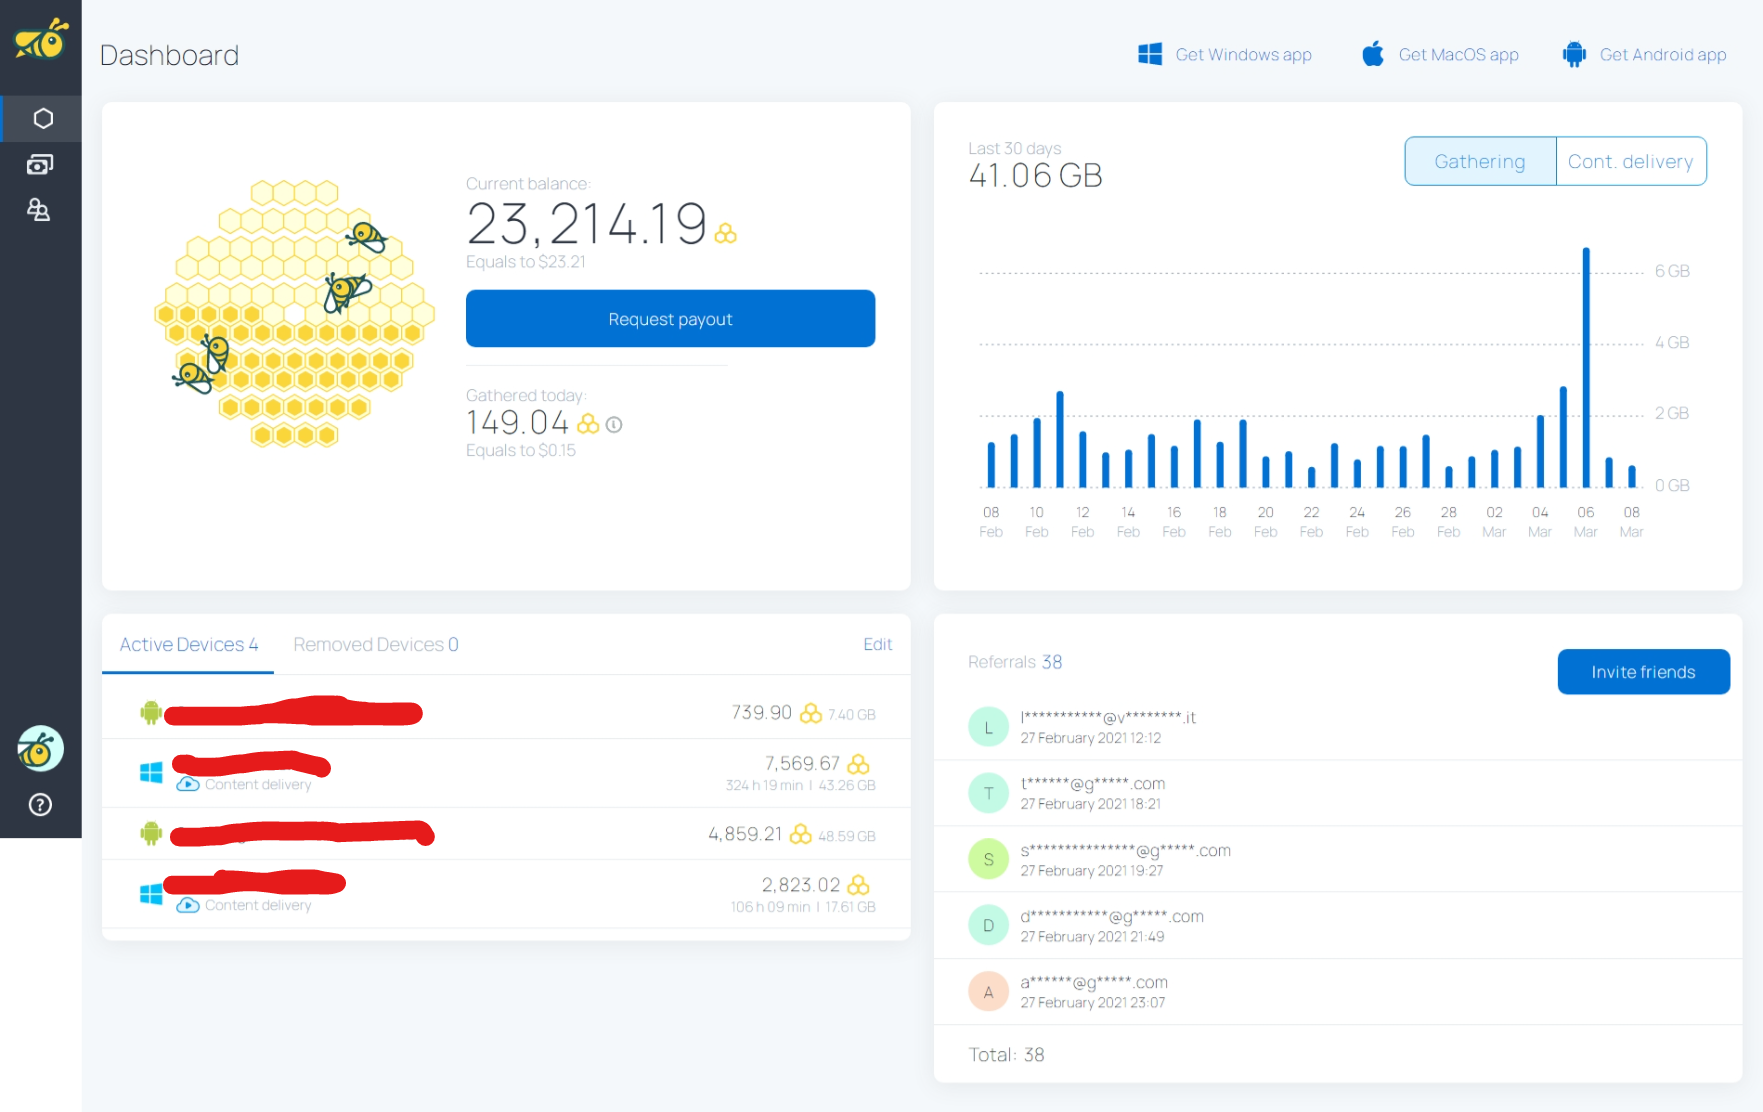 Dashboard
Get Windows app
Get MacOS app
Get Android app
Current balance:
23,214.19
Equals to $23.21
Request payout
Gathered today:
149.04
Equals to $0.15
Last 30 days
41.06 GB
Gathering
Cont. delivery
6 GB
4 GB
2 GB
0 GB
08 10 12 14 16 18 20 22 24 26 28 02 04 06 08
Feb Feb Feb Feb Feb Feb Feb Feb Feb Feb Feb Mar Mar Mar Mar
Active Devices 4
Removed Devices 0
Edit
739.90 7.40 GB
7,569.67
Content delivery
324 h 19 min | 43.26 GB
4,859.21 48.59 GB
2,823.02
Content delivery
106 h 09 min | 17.61 GB
Referrals 38
Invite friends
L
l***********@v********.it
27 February 2021 12:12
T
t******@g*****.com
27 February 2021 18:21
S
s***************@g*****.com
27 February 2021 19:27
D
d***********@g*****.com
27 February 2021 21:49
A
a******@g*****.com
27 February 2021 23:07
Total: 38